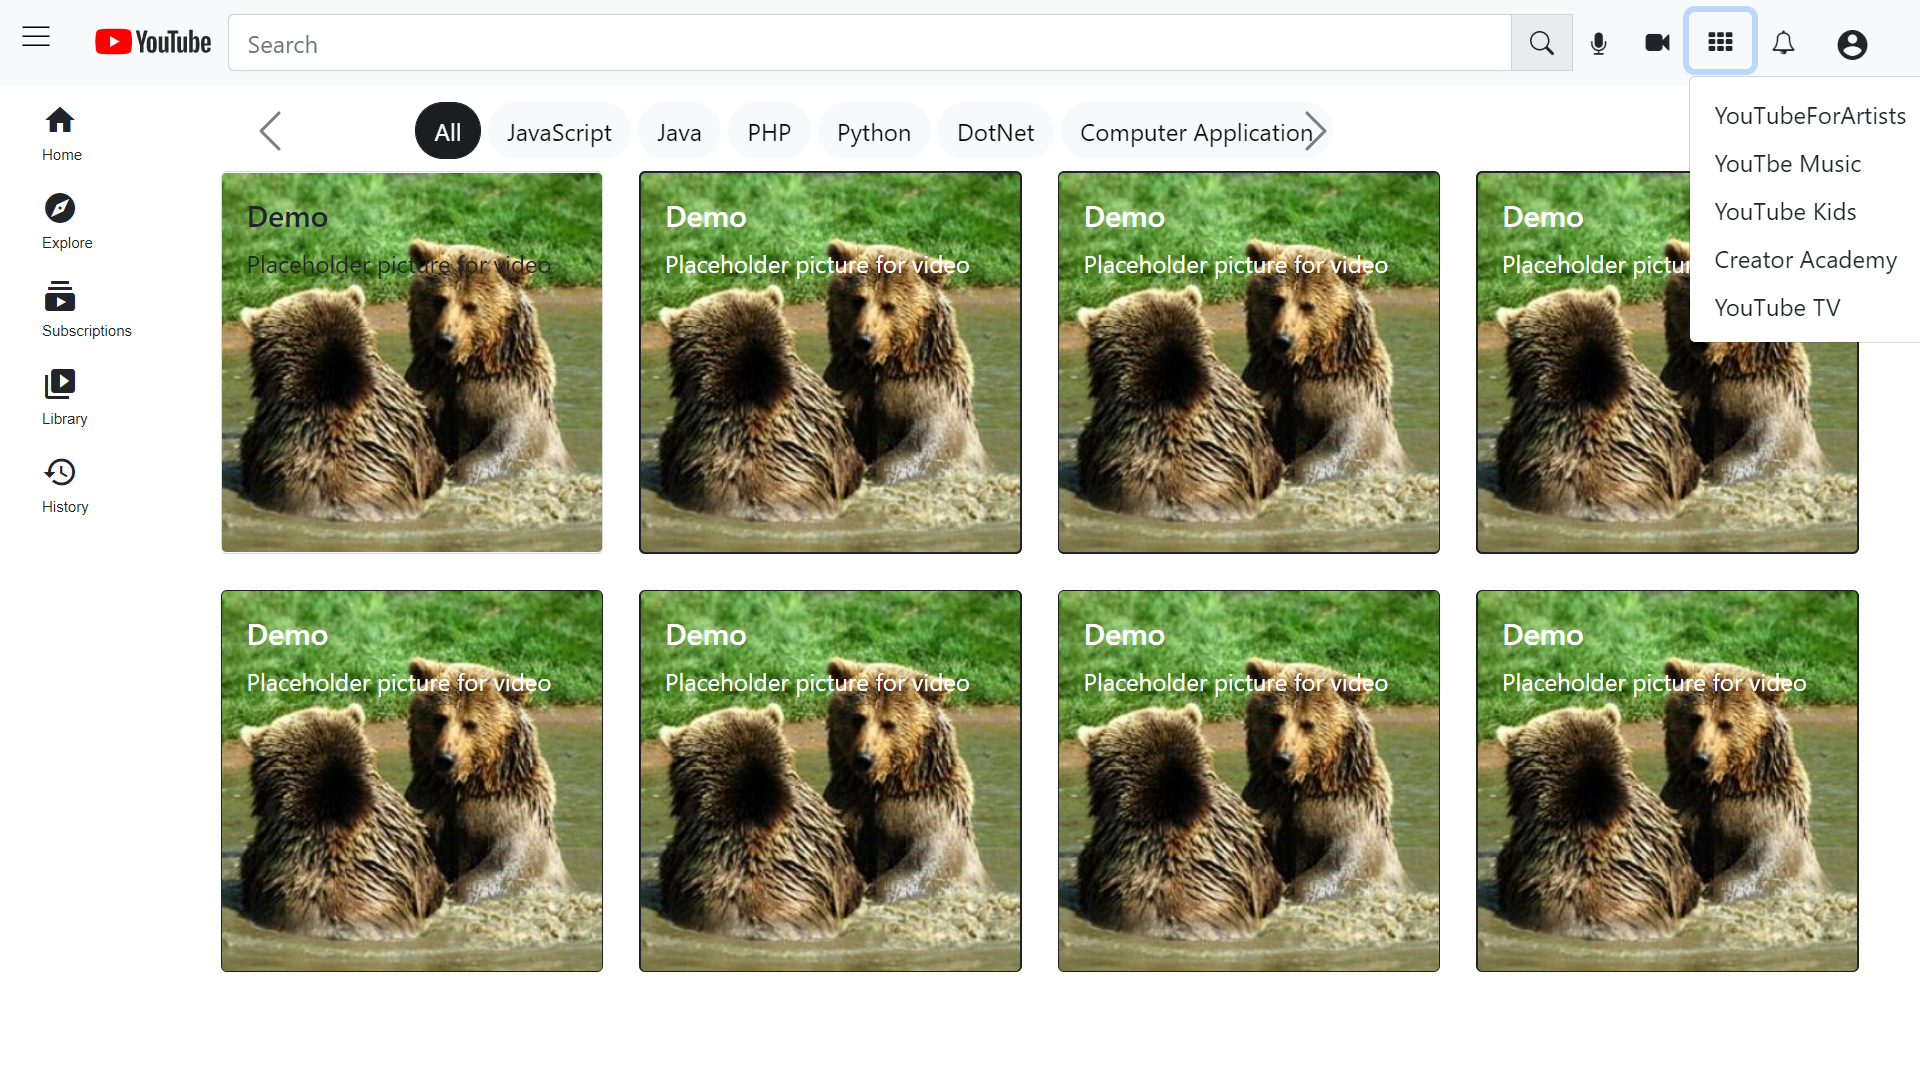 YouTube
Search
All
JavaScript
Java
PHP
Python
DotNet
Computer Application
YouTubeForArtists
YouTbe Music
YouTube Kids
Creator Academy
YouTube TV
Home
Explore
Subscriptions
Library
History
Demo
Placeholder picture for video
Demo
Placeholder picture for video
Demo
Placeholder picture for video
Demo
Placeholder pictur
Demo
Placeholder picture for video
Demo
Placeholder picture for video
Demo
Placeholder picture for video
Demo
Placeholder picture for video